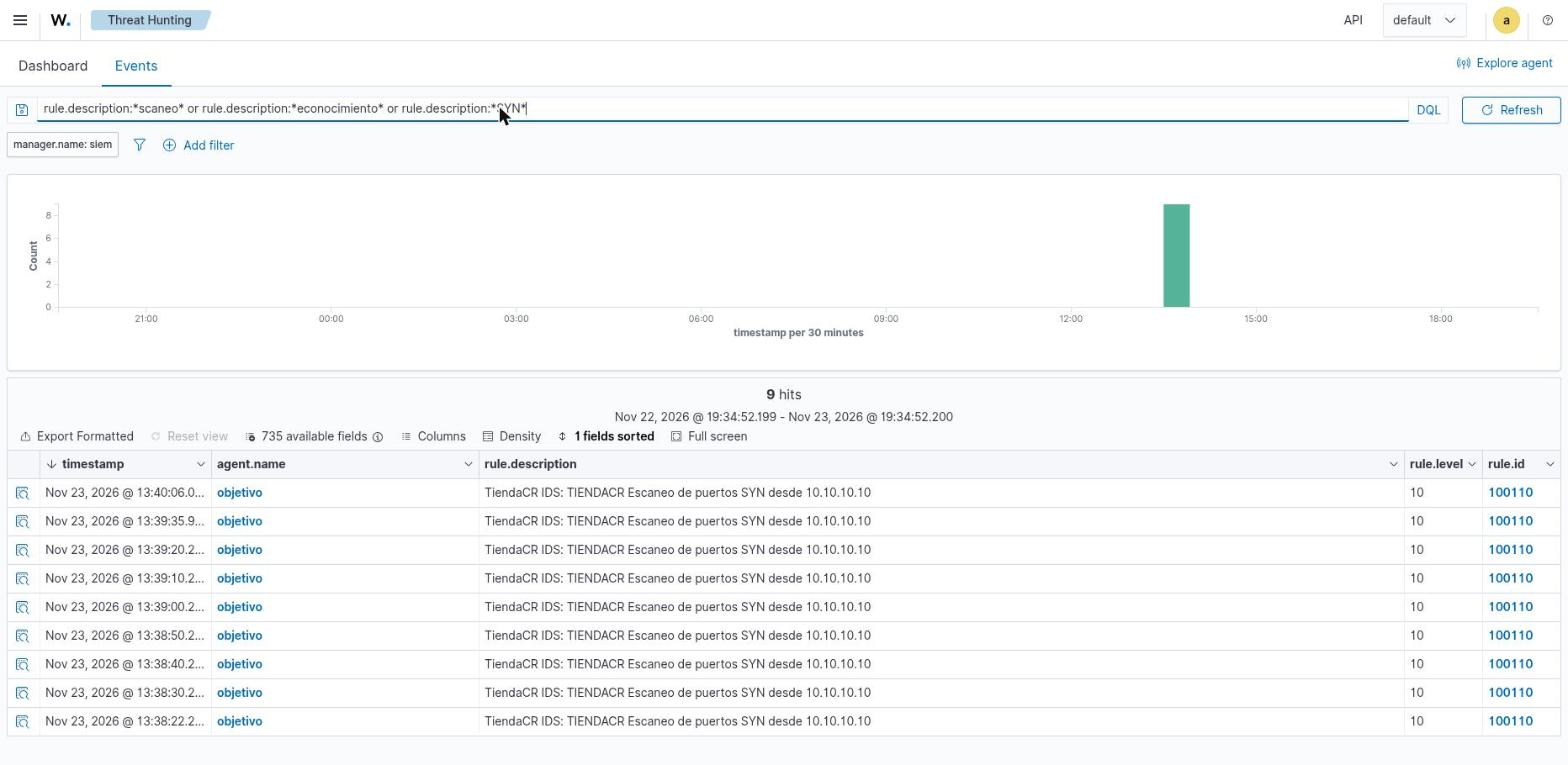 W. Threat Hunting API default a
Dashboard Events Explore agent
rule.description:*scaneo* or rule.description:*econocimiento* or rule.description:*SYN* DQL Refresh
manager.name: siem Add filter
8
6
4
2
0
Count
21:00 00:00 03:00 06:00 09:00 12:00 15:00 18:00
timestamp per 30 minutes
9 hits
Nov 22, 2026 @ 19:34:52.199 - Nov 23, 2026 @ 19:34:52.200
Export Formatted Reset view 735 available fields Columns Density 1 fields sorted Full screen
timestamp agent.name rule.description rule.level rule.id
Nov 23, 2026 @ 13:40:06.0... objetivo TiendaCR IDS: TIENDACR Escaneo de puertos SYN desde 10.10.10.10 10 100110
Nov 23, 2026 @ 13:39:35.9... objetivo TiendaCR IDS: TIENDACR Escaneo de puertos SYN desde 10.10.10.10 10 100110
Nov 23, 2026 @ 13:39:20.2... objetivo TiendaCR IDS: TIENDACR Escaneo de puertos SYN desde 10.10.10.10 10 100110
Nov 23, 2026 @ 13:39:10.2... objetivo TiendaCR IDS: TIENDACR Escaneo de puertos SYN desde 10.10.10.10 10 100110
Nov 23, 2026 @ 13:39:00.2... objetivo TiendaCR IDS: TIENDACR Escaneo de puertos SYN desde 10.10.10.10 10 100110
Nov 23, 2026 @ 13:38:50.2... objetivo TiendaCR IDS: TIENDACR Escaneo de puertos SYN desde 10.10.10.10 10 100110
Nov 23, 2026 @ 13:38:40.2... objetivo TiendaCR IDS: TIENDACR Escaneo de puertos SYN desde 10.10.10.10 10 100110
Nov 23, 2026 @ 13:38:30.2... objetivo TiendaCR IDS: TIENDACR Escaneo de puertos SYN desde 10.10.10.10 10 100110
Nov 23, 2026 @ 13:38:22.2... objetivo TiendaCR IDS: TIENDACR Escaneo de puertos SYN desde 10.10.10.10 10 100110